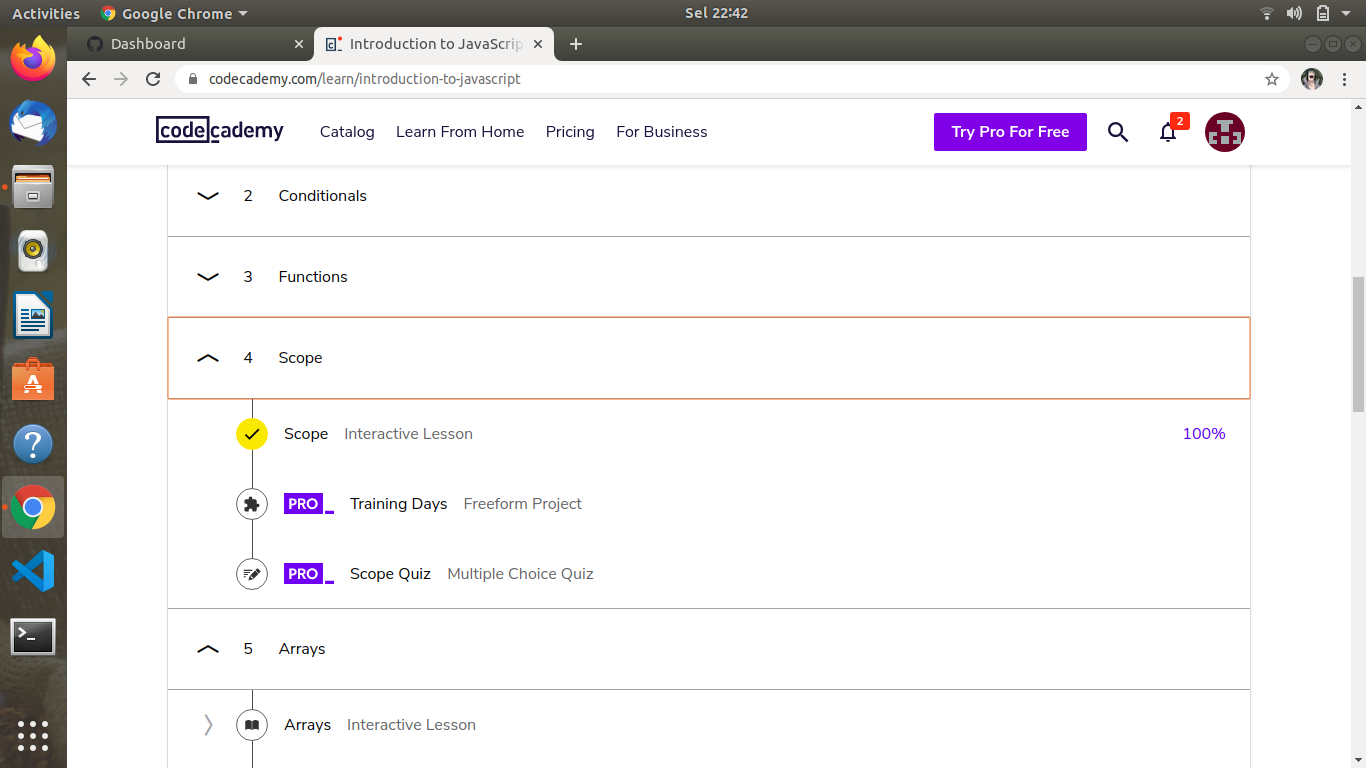 Activities Google Chrome Sel 22:42
Dashboard Introduction to JavaScrip
codecademy.com/learn/introduction-to-javascript
codecademy Catalog Learn From Home Pricing For Business Try Pro For Free 2
2 Conditionals
3 Functions
4 Scope
Scope Interactive Lesson 100%
PRO Training Days Freeform Project
PRO Scope Quiz Multiple Choice Quiz
5 Arrays
Arrays Interactive Lesson